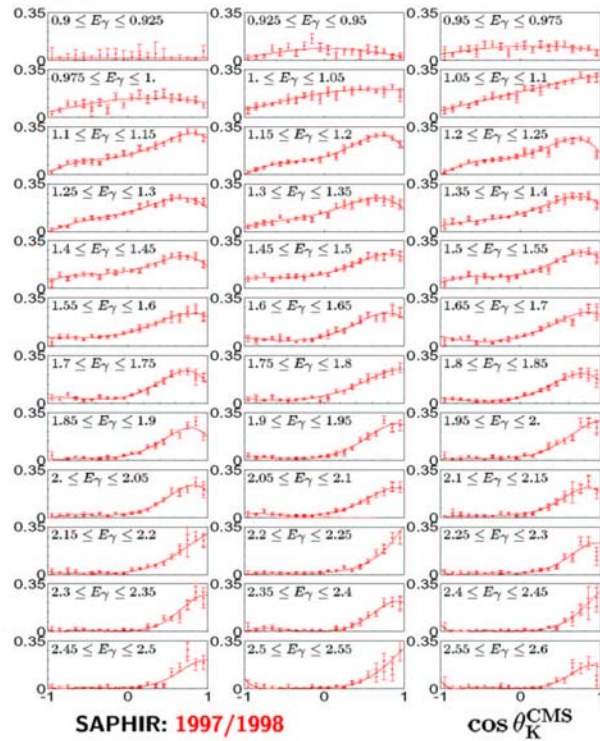 0.35 0.9 ≤ Eγ ≤ 0.925 0.35 0.925 ≤ Eγ ≤ 0.95 0.35 0.95 ≤ Eγ ≤ 0.975
0 0.35 0.975 ≤ Eγ ≤ 1. 0 0.35 1. ≤ Eγ ≤ 1.05 0 0.35 1.05 ≤ Eγ ≤ 1.1
0.35 1.1 ≤ Eγ ≤ 1.15 0.35 1.15 ≤ Eγ ≤ 1.2 0.35 1.2 ≤ Eγ ≤ 1.25
0.35 1.25 ≤ Eγ ≤ 1.3 0.35 1.3 ≤ Eγ ≤ 1.35 0.35 1.35 ≤ Eγ ≤ 1.4
0.35 1.4 ≤ Eγ ≤ 1.45 0.35 1.45 ≤ Eγ ≤ 1.5 0.35 1.5 ≤ Eγ ≤ 1.55
0.35 1.55 ≤ Eγ ≤ 1.6 0.35 1.6 ≤ Eγ ≤ 1.65 0.35 1.65 ≤ Eγ ≤ 1.7
0.35 1.7 ≤ Eγ ≤ 1.75 0.35 1.75 ≤ Eγ ≤ 1.8 0.35 1.8 ≤ Eγ ≤ 1.85
0.35 1.85 ≤ Eγ ≤ 1.9 0.35 1.9 ≤ Eγ ≤ 1.95 0.35 1.95 ≤ Eγ ≤ 2.
0.35 2. ≤ Eγ ≤ 2.05 0.35 2.05 ≤ Eγ ≤ 2.1 0.35 2.1 ≤ Eγ ≤ 2.15
0.35 2.15 ≤ Eγ ≤ 2.2 0.35 2.2 ≤ Eγ ≤ 2.25 0.35 2.25 ≤ Eγ ≤ 2.3
0.35 2.3 ≤ Eγ ≤ 2.35 0.35 2.35 ≤ Eγ ≤ 2.4 0.35 2.4 ≤ Eγ ≤ 2.45
0.35 2.45 ≤ Eγ ≤ 2.5 0.35 2.5 ≤ Eγ ≤ 2.55 0.35 2.55 ≤ Eγ ≤ 2.6
0 0 0
-1 0 1 -1 0 1 -1 0 1
SAPHIR: 1997/1998 cos θ_K^CMS